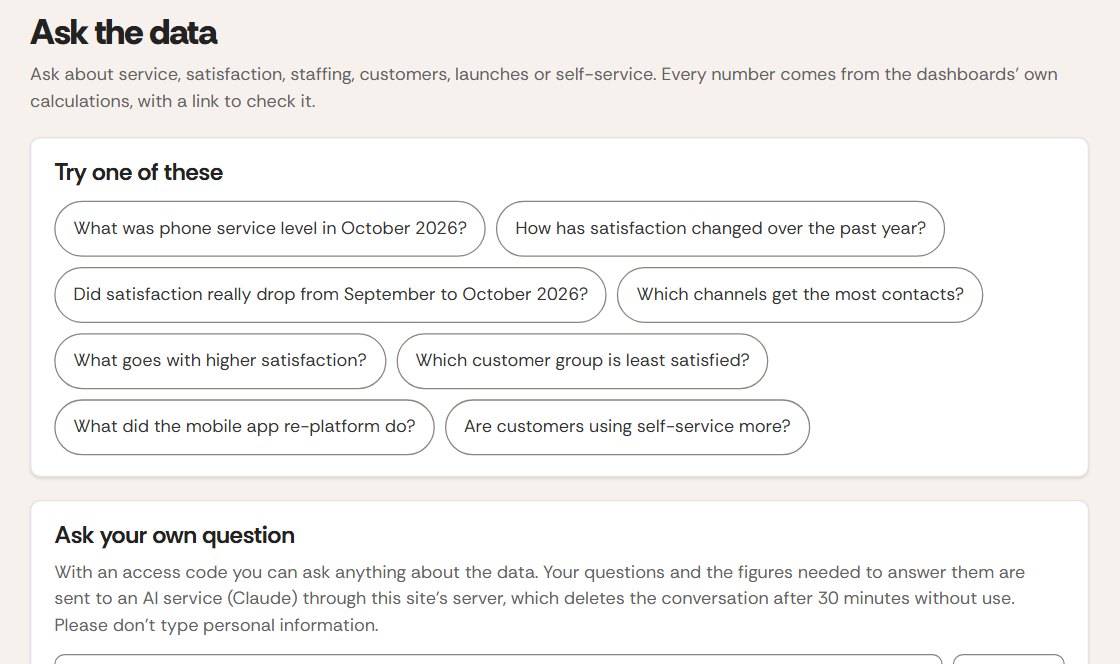 Ask the data
Ask about service, satisfaction, staffing, customers, launches or self-service. Every number comes from the dashboards’ own
calculations, with a link to check it.
Try one of these
What was phone service level in October 2026?
How has satisfaction changed over the past year?
Did satisfaction really drop from September to October 2026?
Which channels get the most contacts?
What goes with higher satisfaction?
Which customer group is least satisfied?
What did the mobile app re-platform do?
Are customers using self-service more?
Ask your own question
With an access code you can ask anything about the data. Your questions and the figures needed to answer them are
sent to an AI service (Claude) through this site’s server, which deletes the conversation after 30 minutes without use.
Please don’t type personal information.